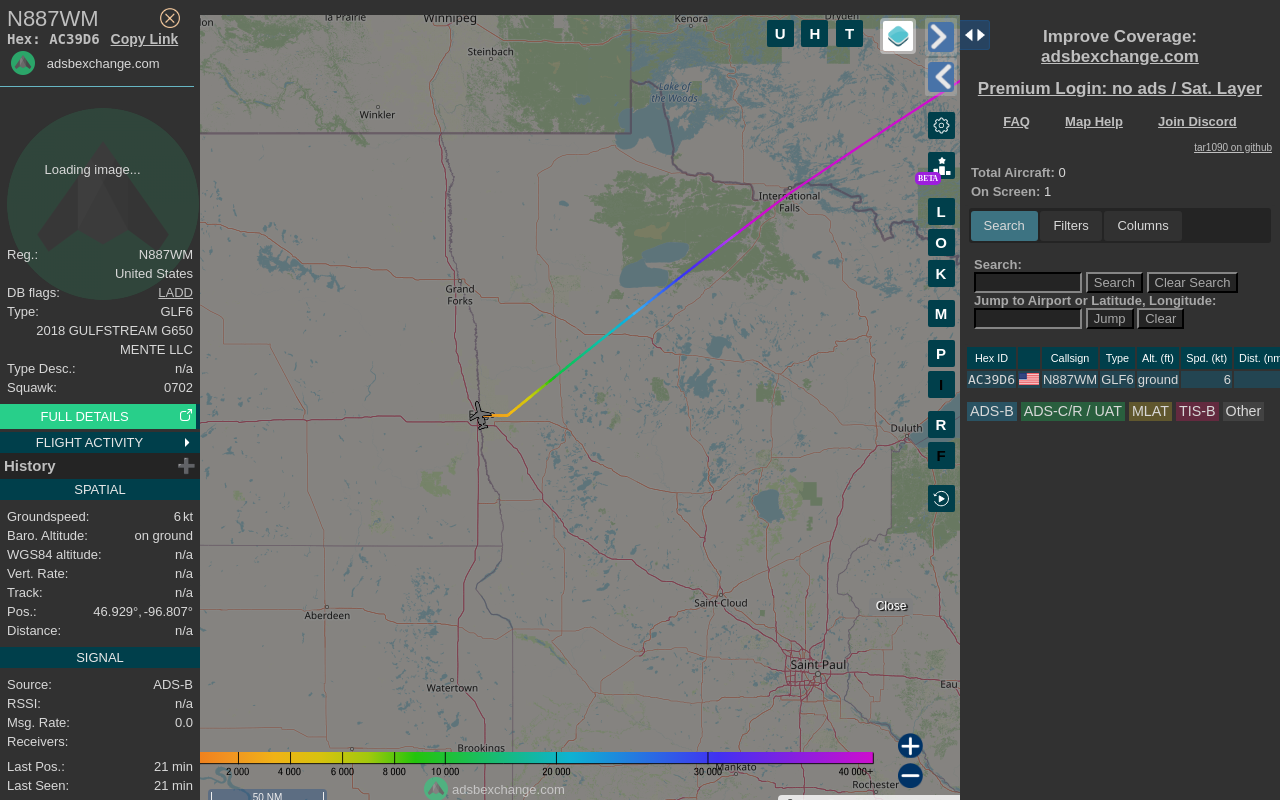 N887WM
Hex: AC39D6 Copy Link
adsbexchange.com
Loading image...
Reg.: N887WM
United States
DB flags: LADD
Type: GLF6
2018 GULFSTREAM G650
MENTE LLC
Type Desc.: n/a
Squawk: 0702
FULL DETAILS
FLIGHT ACTIVITY
History
SPATIAL
Groundspeed: 6 kt
Baro. Altitude: on ground
WGS84 altitude: n/a
Vert. Rate: n/a
Track: n/a
Pos.: 46.929°, -96.807°
Distance: n/a
SIGNAL
Source: ADS-B
RSSI: n/a
Msg. Rate: 0.0
Receivers:
Last Pos.: 21 min
Last Seen: 21 min
la Prairie
Winnipeg
Kenora
Dryden
Steinbach
Lake of
the Woods
Winkler
International
Falls
Grand
Forks
Duluth
Aberdeen
Saint Cloud
Saint Paul
Watertown
Eau
Brookings
Mankato
Rochester
U H T
BETA
L
O
K
M
P
I
R
F
Close
2 000 4 000 6 000 8 000 10 000 20 000 30 000 40 000+
adsbexchange.com
50 NM
Improve Coverage:
adsbexchange.com
Premium Login: no ads / Sat. Layer
FAQ Map Help Join Discord
tar1090 on github
Total Aircraft: 0
On Screen: 1
Search Filters Columns
Search:
Search Clear Search
Jump to Airport or Latitude, Longitude:
Jump Clear
Hex ID Callsign Type Alt. (ft) Spd. (kt) Dist. (nm
AC39D6 N887WM GLF6 ground 6
ADS-B ADS-C/R / UAT MLAT TIS-B Other